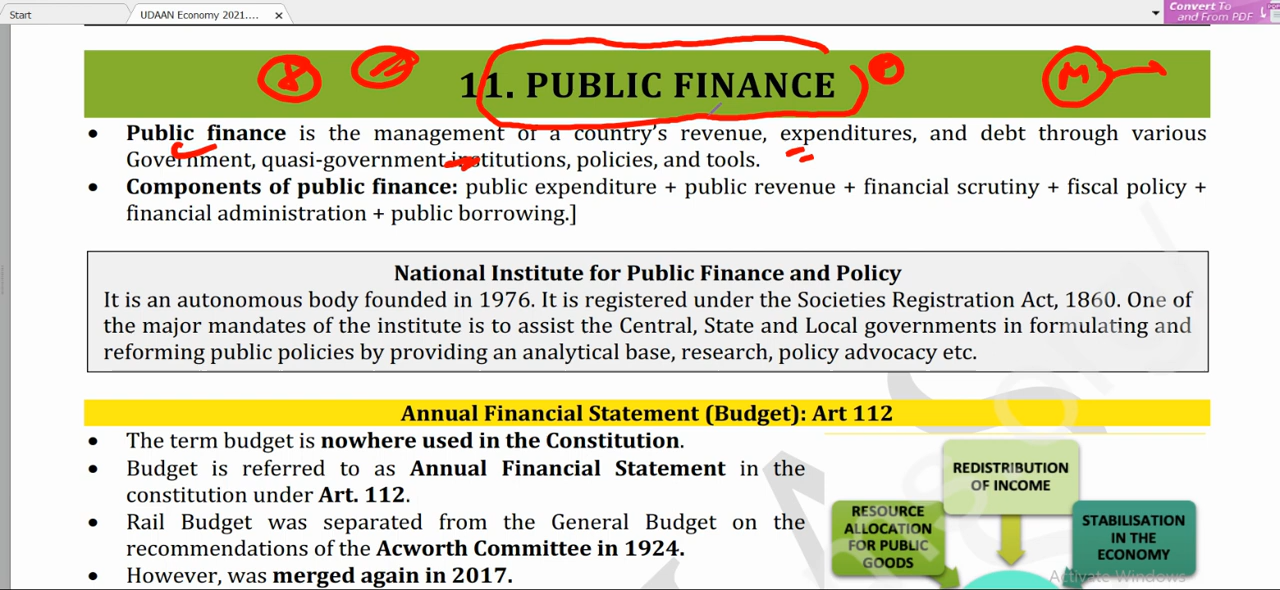 Start
UDAAN Economy 2021....
Convert To
and From PDF
11. PUBLIC FINANCE
M
• Public finance is the management of a country's revenue, expenditures, and debt through various
Government, quasi-government institutions, policies, and tools.
• Components of public finance: public expenditure + public revenue + financial scrutiny + fiscal policy +
financial administration + public borrowing.]
National Institute for Public Finance and Policy
It is an autonomous body founded in 1976. It is registered under the Societies Registration Act, 1860. One of
the major mandates of the institute is to assist the Central, State and Local governments in formulating and
reforming public policies by providing an analytical base, research, policy advocacy etc.
Annual Financial Statement (Budget): Art 112
• The term budget is nowhere used in the Constitution.
• Budget is referred to as Annual Financial Statement in the
constitution under Art. 112.
• Rail Budget was separated from the General Budget on the
recommendations of the Acworth Committee in 1924.
• However, was merged again in 2017.
REDISTRIBUTION
OF INCOME
RESOURCE
ALLOCATION
FOR PUBLIC
GOODS
STABILISATION
IN THE
ECONOMY
Activate Windows